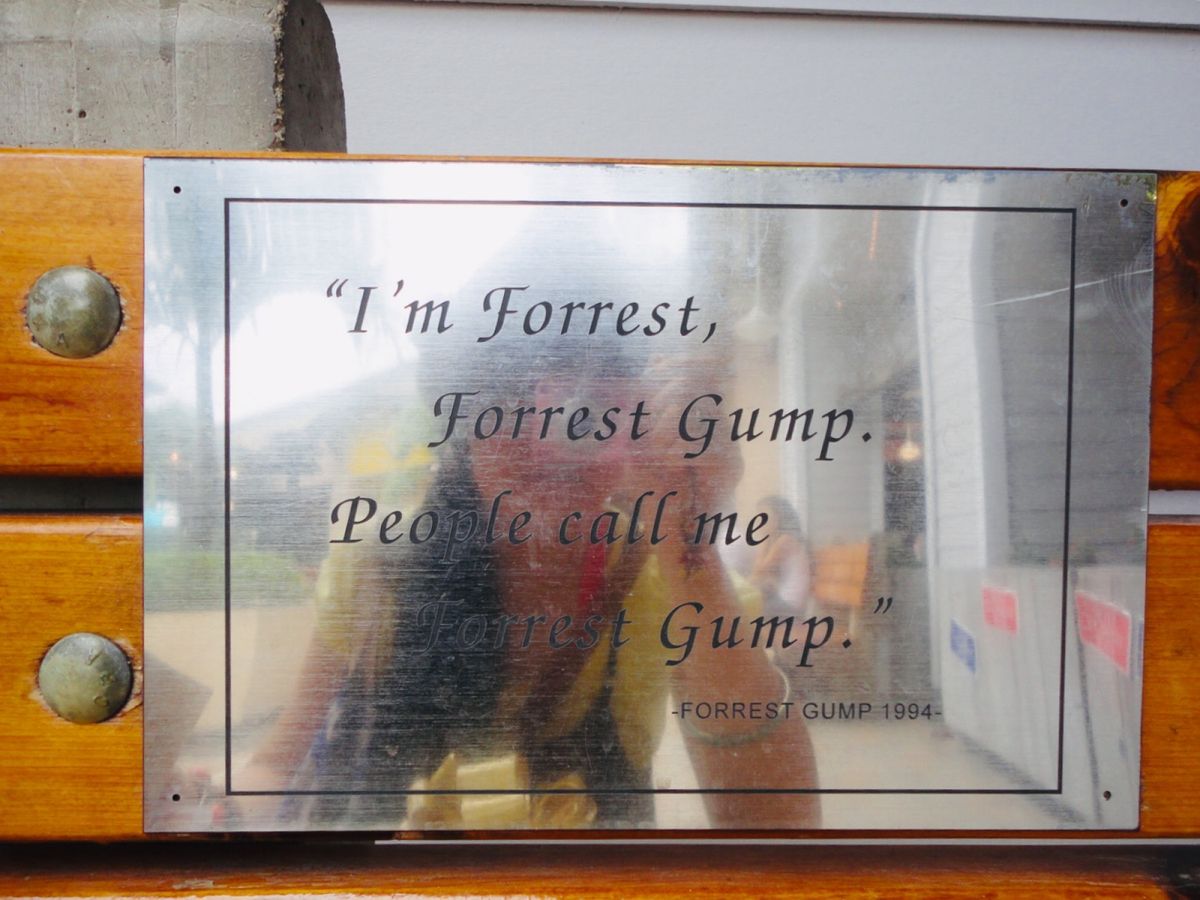 “I’m Forrest,
Forrest Gump.
People call me
Forrest Gump.”
-FORREST GUMP 1994-